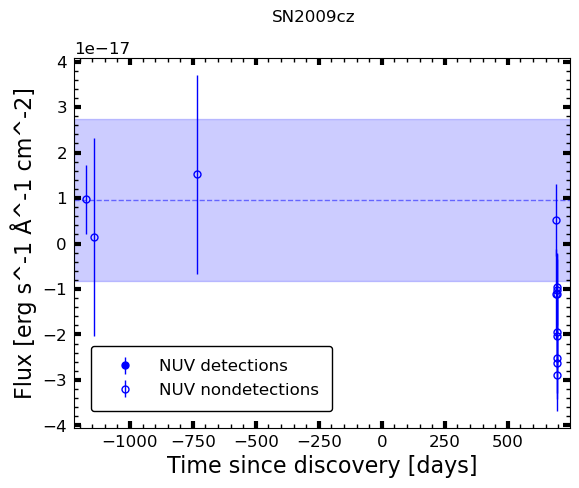 SN2009cz
1e−17
Flux [erg s^-1 Å^-1 cm^-2]
4
3
2
1
0
−1
−2
−3
−4
NUV detections
NUV nondetections
−1000 −750 −500 −250 0 250 500
Time since discovery [days]